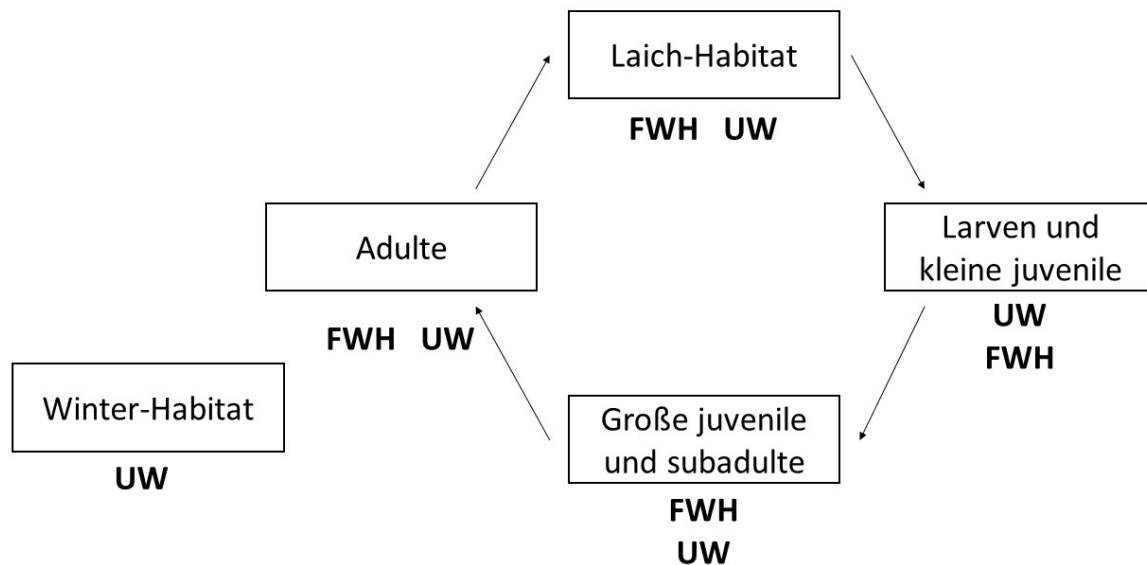 Laich-Habitat
FWH UW
Adulte
FWH UW
Larven und
kleine juvenile
UW
FWH
Winter-Habitat
UW
Große juvenile
und subadulte
FWH
UW